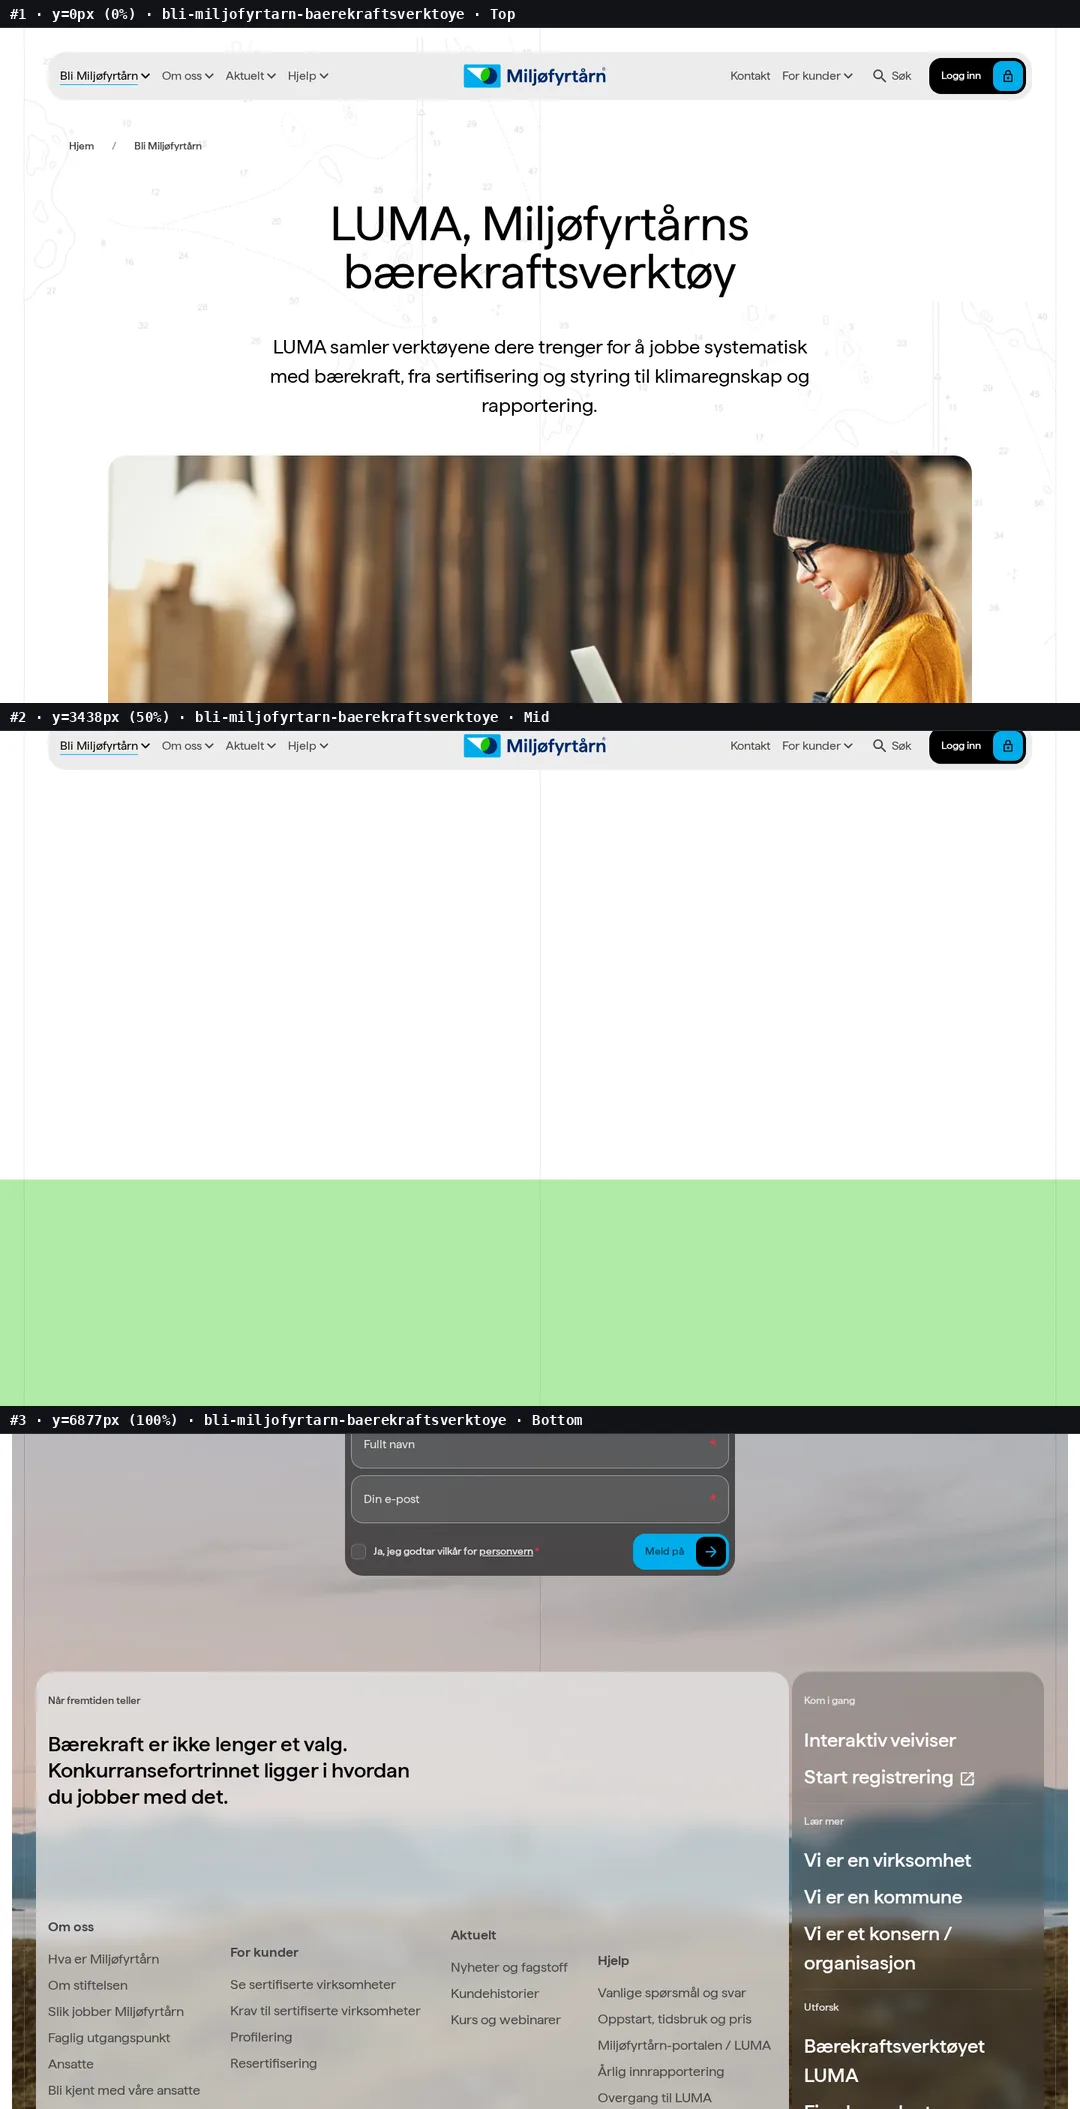 #1 · y=0px (0%) · bli-miljofyrtarn-baerekraftsverktoye · Top
Bli Miljøfyrtårn Om oss Aktuelt Hjelp Miljøfyrtårn® Kontakt For kunder Søk Logg inn
Hjem / Bli Miljøfyrtårn
LUMA, Miljøfyrtårns
bærekraftsverktøy
LUMA samler verktøyene dere trenger for å jobbe systematisk
med bærekraft, fra sertifisering og styring til klimaregnskap og
rapportering.
#2 · y=3438px (50%) · bli-miljofyrtarn-baerekraftsverktoye · Mid
Bli Miljøfyrtårn Om oss Aktuelt Hjelp Miljøfyrtårn® Kontakt For kunder Søk Logg inn
#3 · y=6877px (100%) · bli-miljofyrtarn-baerekraftsverktoye · Bottom
Fullt navn *
Din e-post *
Ja, jeg godtar vilkår for personvern * Meld på
Når fremtiden teller
Bærekraft er ikke lenger et valg.
Konkurransefortrinnet ligger i hvordan
du jobber med det.
Om oss
Hva er Miljøfyrtårn
Om stiftelsen
Slik jobber Miljøfyrtårn
Faglig utgangspunkt
Ansatte
Bli kjent med våre ansatte
For kunder
Se sertifiserte virksomheter
Krav til sertifiserte virksomheter
Profilering
Resertifisering
Aktuelt
Nyheter og fagstoff
Kundehistorier
Kurs og webinarer
Hjelp
Vanlige spørsmål og svar
Oppstart, tidsbruk og pris
Miljøfyrtårn-portalen / LUMA
Årlig innrapportering
Overgang til LUMA
Kom i gang
Interaktiv veiviser
Start registrering
Lær mer
Vi er en virksomhet
Vi er en kommune
Vi er et konsern /
organisasjon
Utforsk
Bærekraftsverktøyet
LUMA